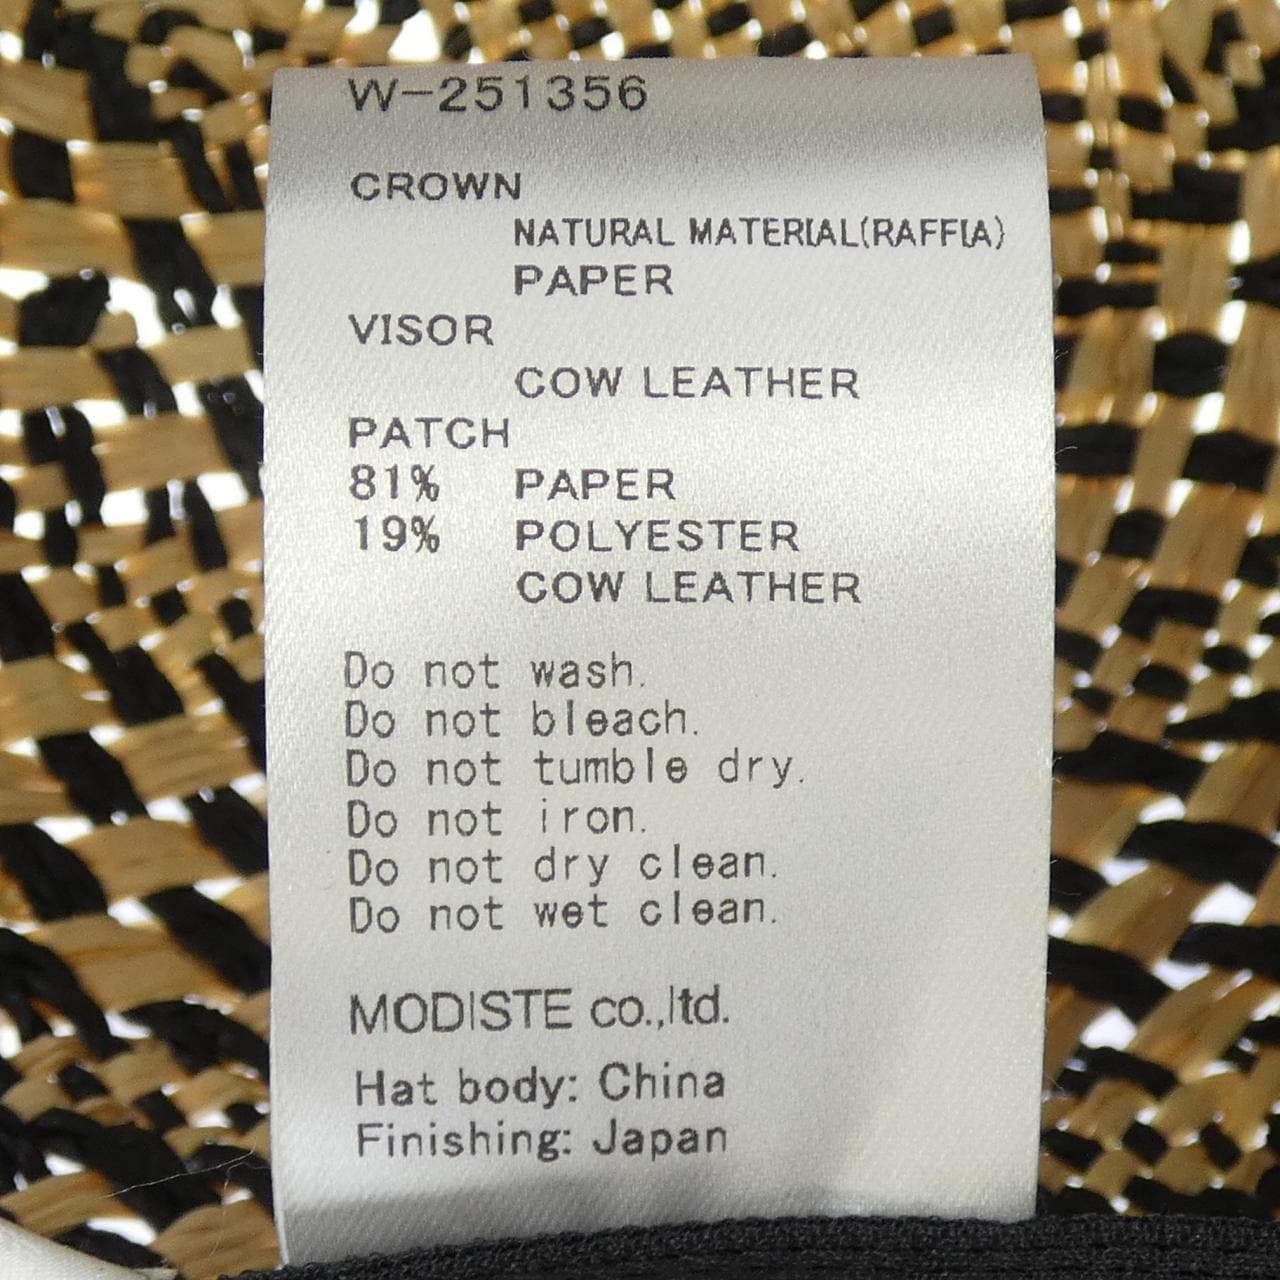 W-251356
CROWN
NATURAL MATERIAL(RAFFIA)
PAPER
VISOR
COW LEATHER
PATCH
81% PAPER
19% POLYESTER
COW LEATHER
Do not wash.
Do not bleach.
Do not tumble dry.
Do not iron.
Do not dry clean.
Do not wet clean.
MODISTE co.,ltd.
Hat body: China
Finishing: Japan